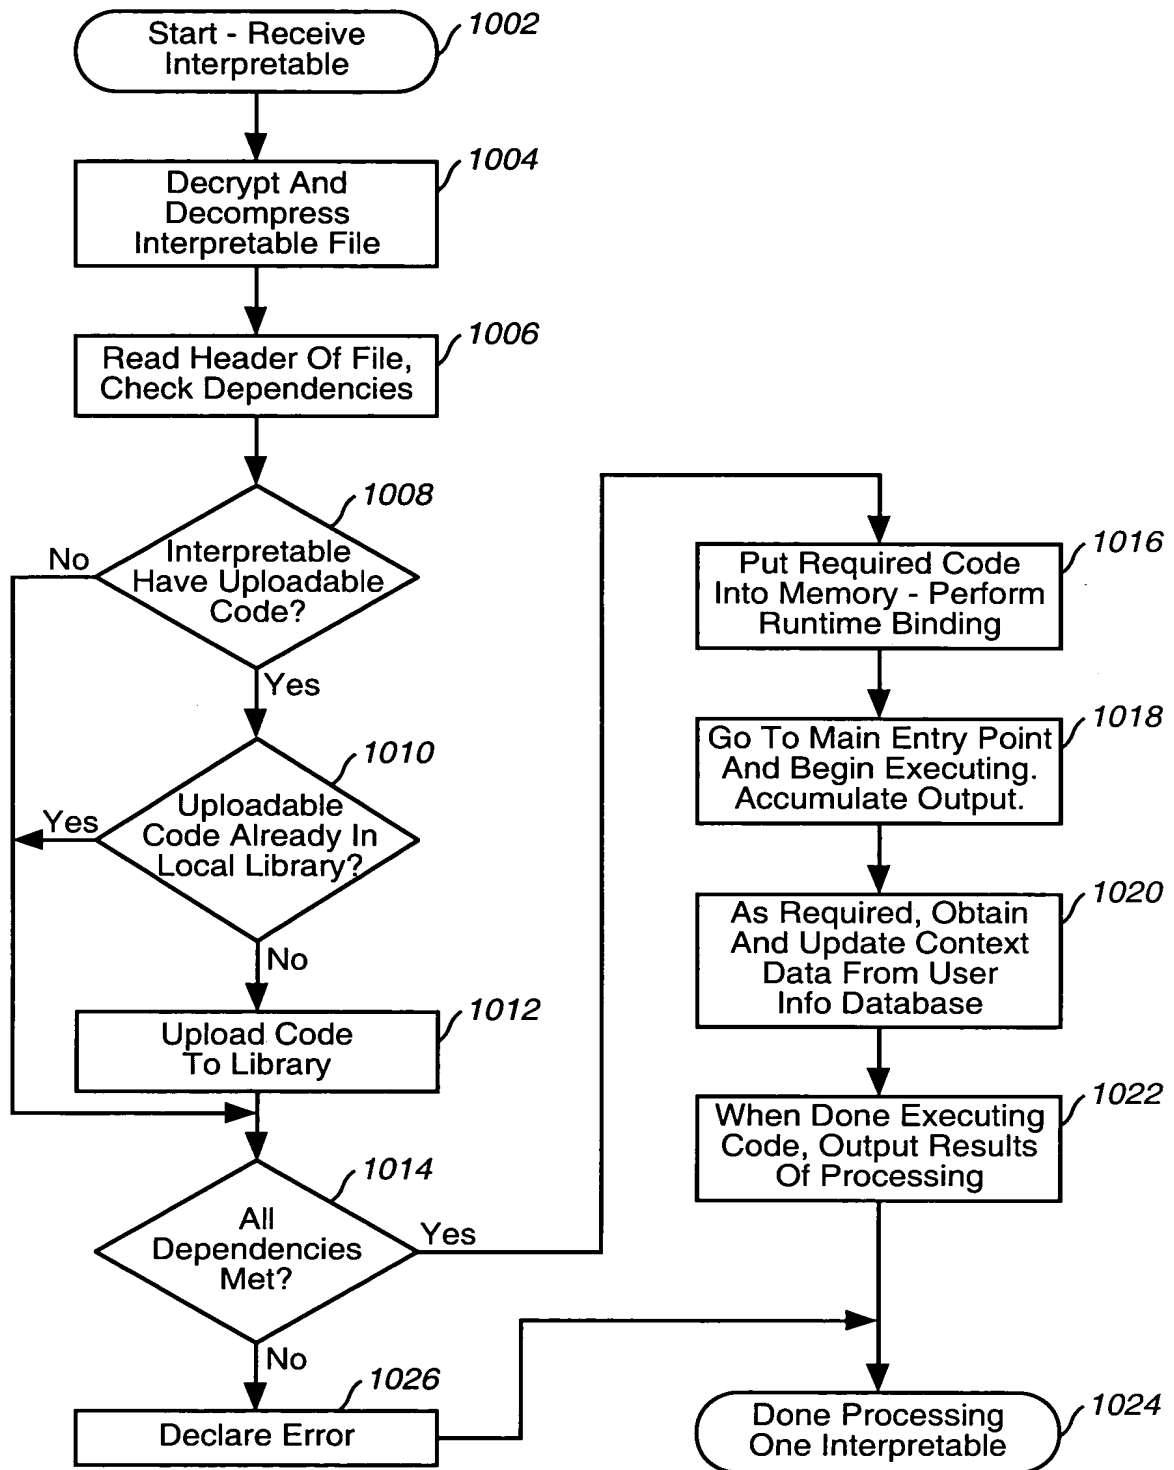 Start - Receive
Interpretable
1002
Decrypt And
Decompress
Interpretable File
1004
Read Header Of File,
Check Dependencies
1006
Interpretable
Have Uploadable
Code?
1008
No
Yes
Uploadable
Code Already In
Local Library?
1010
Yes
No
Upload Code
To Library
1012
All
Dependencies
Met?
1014
Yes
No
Declare Error
1026
Put Required Code
Into Memory - Perform
Runtime Binding
1016
Go To Main Entry Point
And Begin Executing.
Accumulate Output.
1018
As Required, Obtain
And Update Context
Data From User
Info Database
1020
When Done Executing
Code, Output Results
Of Processing
1022
Done Processing
One Interpretable
1024